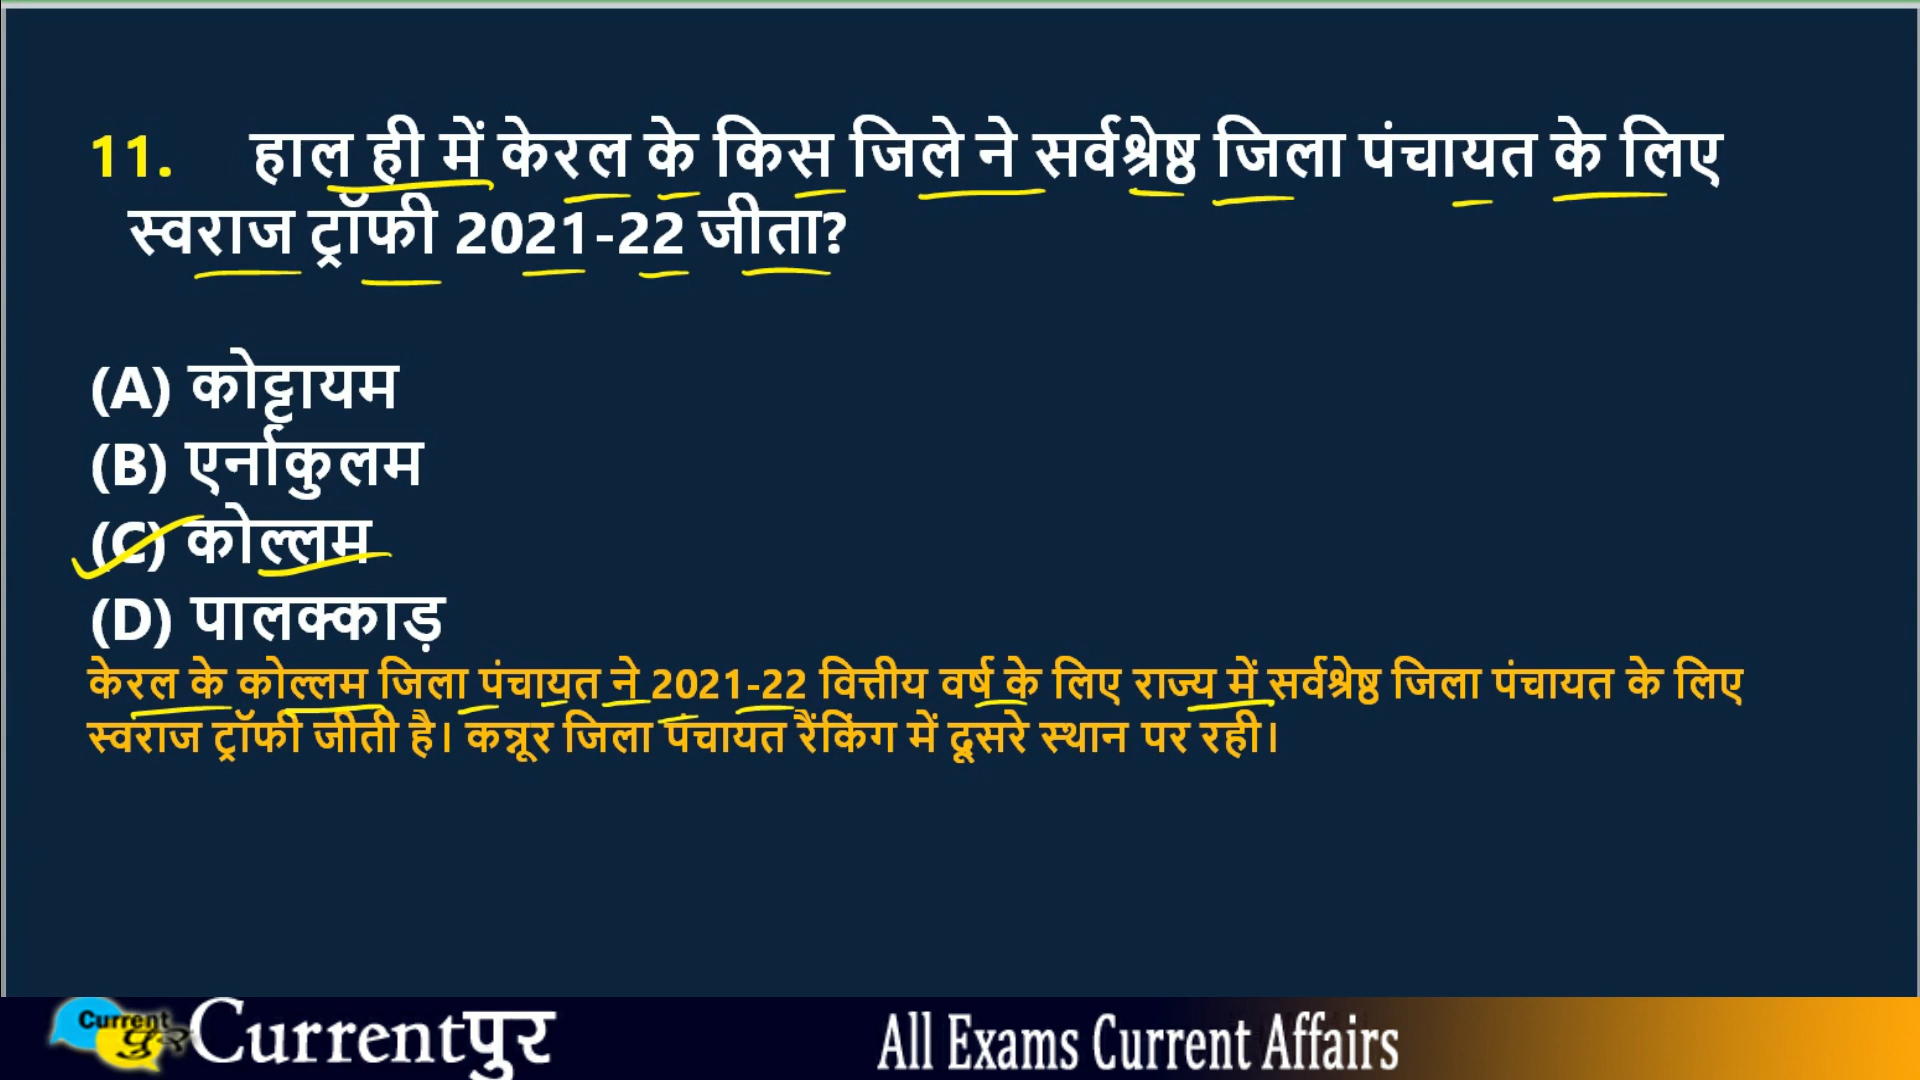 11. हाल ही में केरल के किस जिले ने सर्वश्रेष्ठ जिला पंचायत के लिए
स्वराज ट्रॉफी 2021-22 जीता?
(A) कोट्टायम
(B) एर्नाकुलम
(C) कोल्लम
(D) पालक्काड़
केरल के कोल्लम जिला पंचायत ने 2021-22 वित्तीय वर्ष के लिए राज्य में सर्वश्रेष्ठ जिला पंचायत के लिए
स्वराज ट्रॉफी जीती है। कन्नूर जिला पंचायत रैंकिंग में दूसरे स्थान पर रही।
Current
पुर
Currentपुर
All Exams Current Affairs